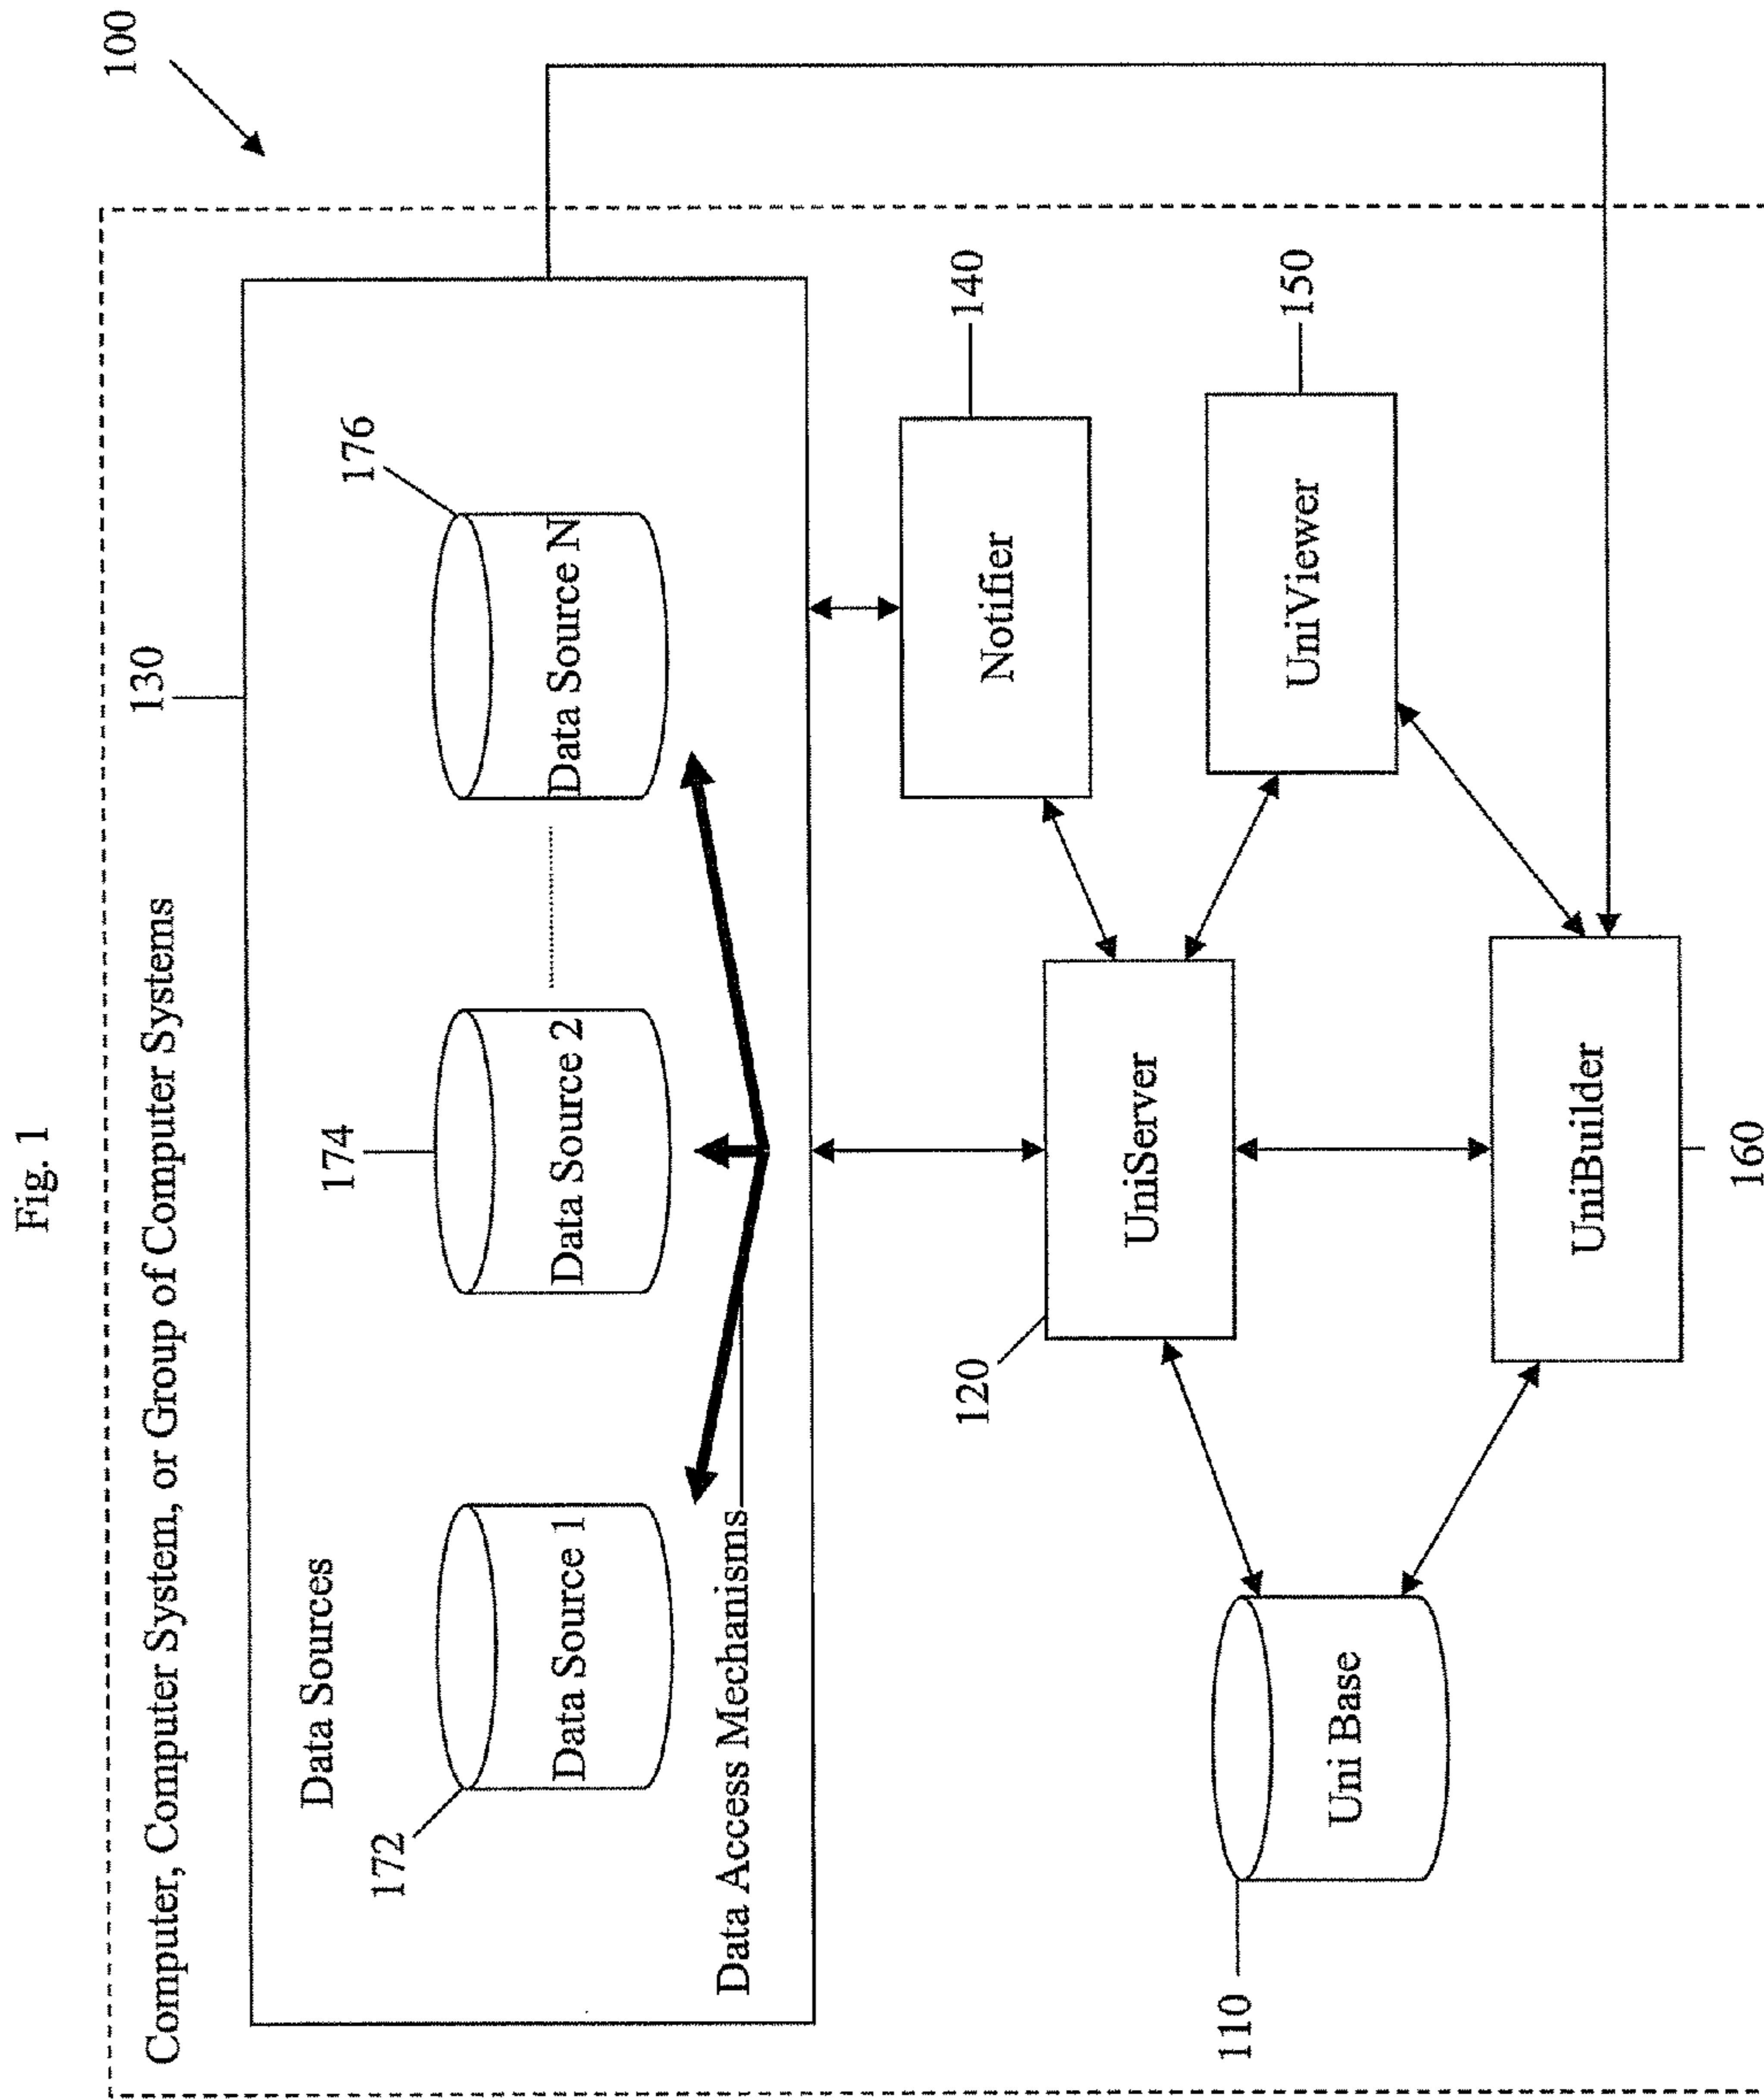 Fig. 1
100
Computer, Computer System, or Group of Computer Systems
130
Data Sources
172
174
176
Data Source 1
Data Source 2
Data Source N
Data Access Mechanisms
120
140
Notifier
UniServer
110
Uni Base
150
UniViewer
UniBuilder
160